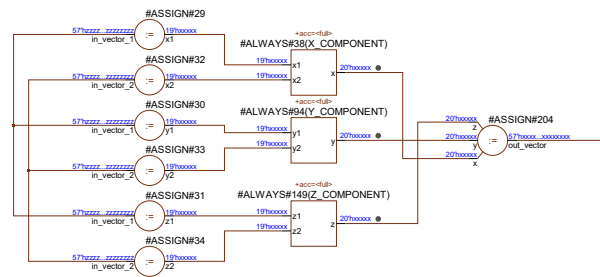 #ASSIGN#29
57'hzzzz...zzzzzzzz
in_vector_1
:=
19'hxxxxx
x1
#ASSIGN#32
57'hzzzz...zzzzzzzz
in_vector_2
:=
19'hxxxxx
x2
+acc=<full>
#ALWAYS#38(X_COMPONENT)
19'hxxxxx
x1
19'hxxxxx
x2
x
20'hxxxxx
#ASSIGN#30
57'hzzzz...zzzzzzzz
in_vector_1
:=
19'hxxxxx
y1
#ASSIGN#33
57'hzzzz...zzzzzzzz
in_vector_2
:=
19'hxxxxx
y2
+acc=<full>
#ALWAYS#94(Y_COMPONENT)
19'hxxxxx
y1
19'hxxxxx
y2
y
20'hxxxxx
#ASSIGN#31
57'hzzzz...zzzzzzzz
in_vector_1
:=
19'hxxxxx
z1
#ASSIGN#34
57'hzzzz...zzzzzzzz
in_vector_2
:=
19'hxxxxx
z2
+acc=<full>
#ALWAYS#149(Z_COMPONENT)
19'hxxxxx
z1
19'hxxxxx
z2
z
20'hxxxxx
#ASSIGN#204
20'hxxxxx
z
20'hxxxxx
y
20'hxxxxx
x
:=
57'hxxxx...xxxxxxxx
out_vector